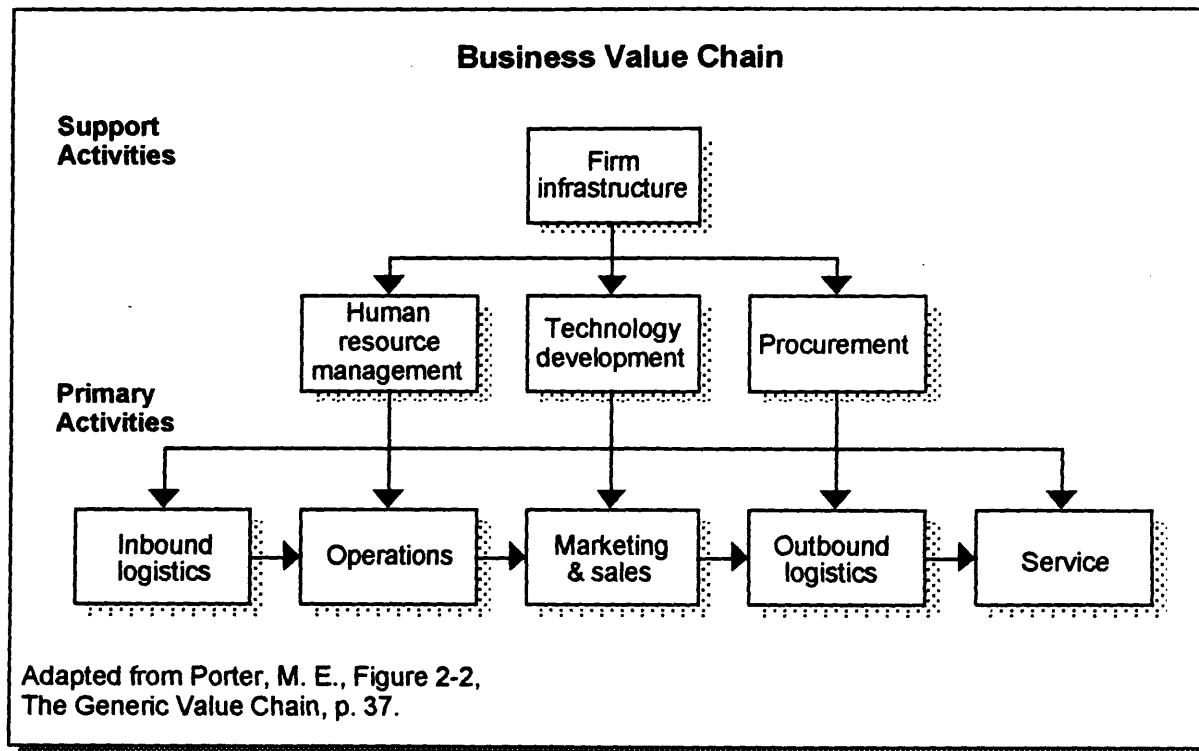 Business Value Chain
Support
Activities
Firm
infrastructure
Human
resource
management
Technology
development
Procurement
Primary
Activities
Inbound
logistics
Operations
Marketing
& sales
Outbound
logistics
Service
Adapted from Porter, M. E., Figure 2-2,
The Generic Value Chain, p. 37.